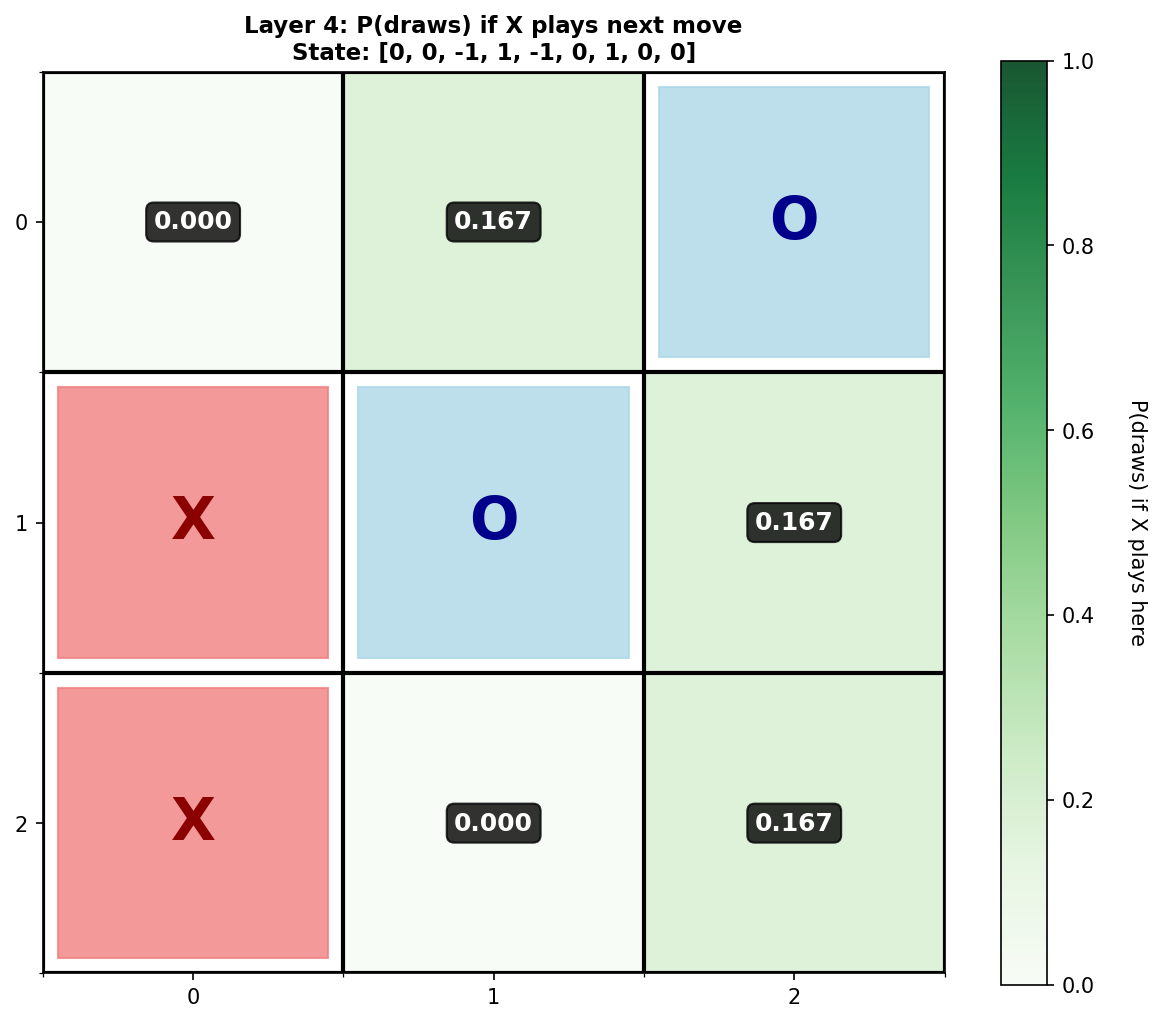 Layer 4: P(draws) if X plays next move
State: [0, 0, -1, 1, -1, 0, 1, 0, 0]
0
0.000
0.167
O
1
X
O
0.167
2
X
0.000
0.167
0
1
2
1.0
0.8
0.6
0.4
0.2
0.0
P(draws) if X plays here